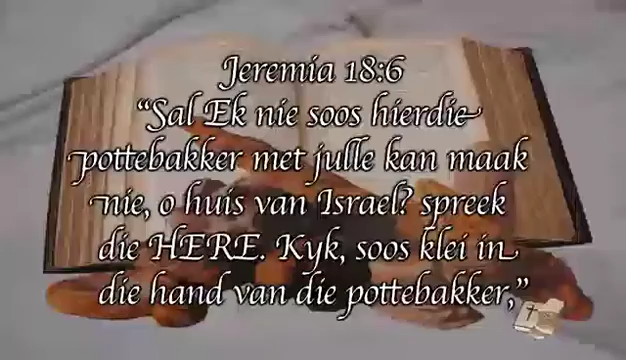 Jeremia 18:6
“Sal Ek nie soos hierdie
pottebakker met julle kan maak
nie, o huis van Israel? spreek
die HERE. Kyk, soos klei in
die hand van die pottebakker,”